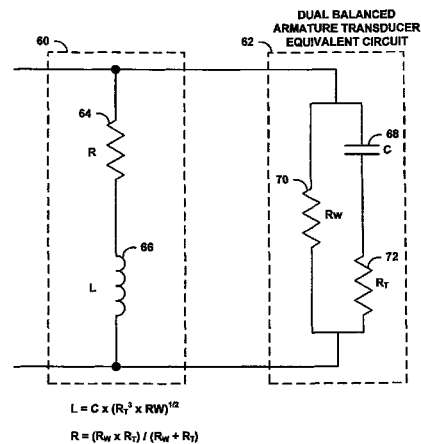 DUAL BALANCED
ARMATURE TRANSDUCER
EQUIVALENT CIRCUIT
60
62
64
R
68
C
70
RW
66
L
72
RT
L = C x (RT³ x RW)¹/²
R = (RW x RT) / (RW + RT)